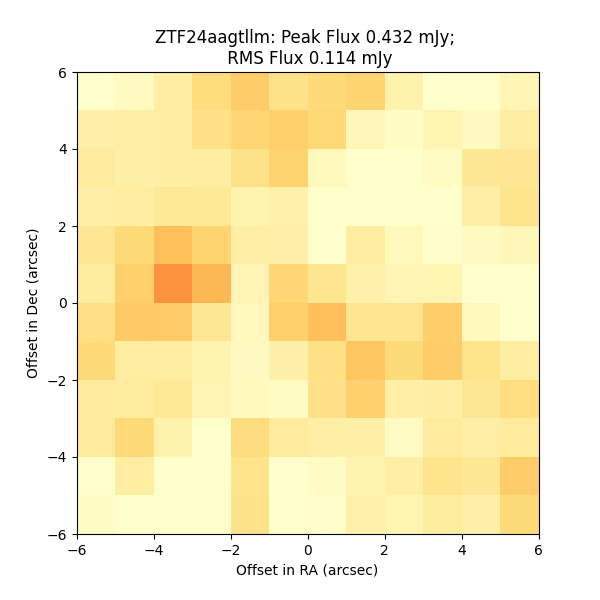 ZTF24aagtllm: Peak Flux 0.432 mJy;
RMS Flux 0.114 mJy
6
4
2
0
−2
−4
−6
Offset in Dec (arcsec)
−6 −4 −2 0 2 4 6
Offset in RA (arcsec)